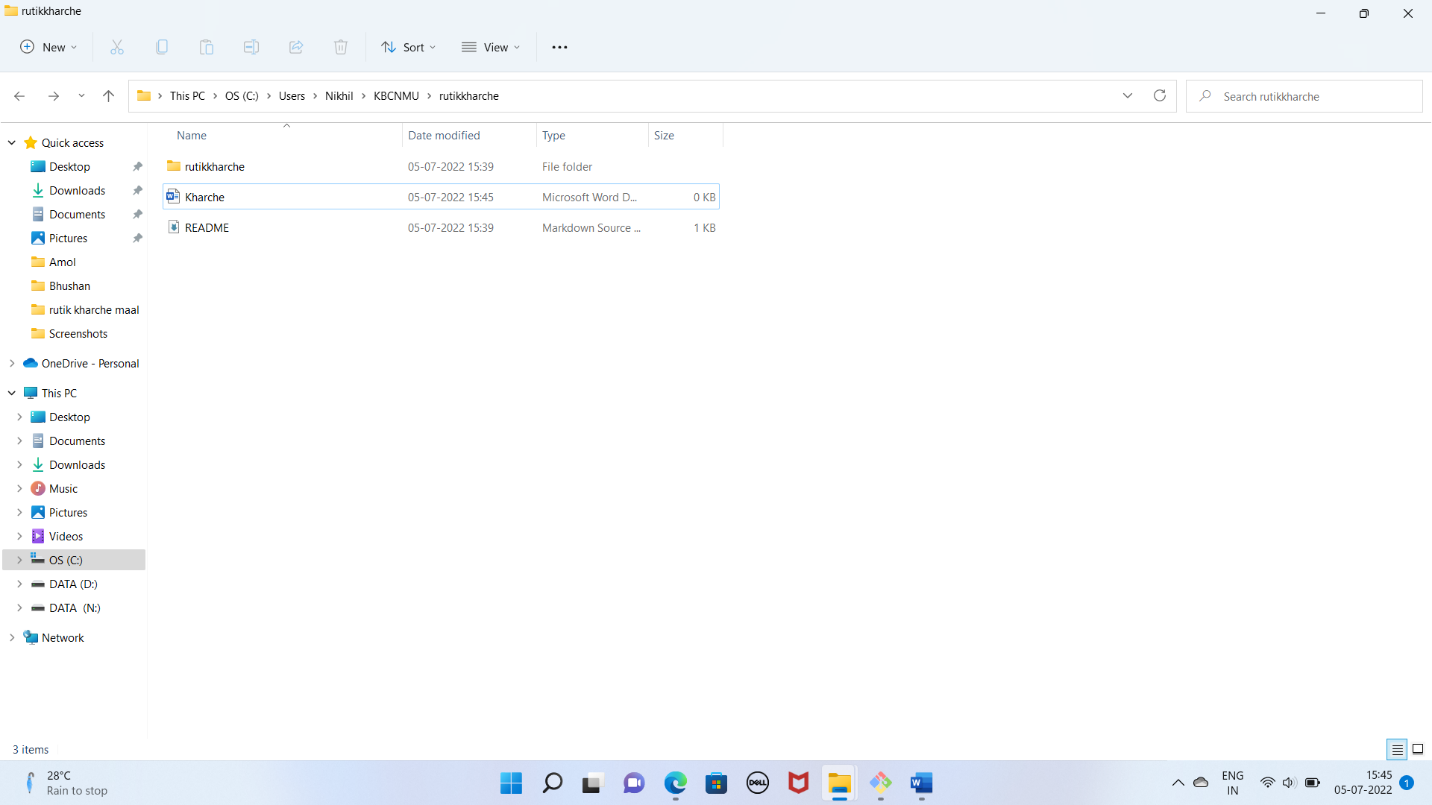 rutikkharche
New
Sort
View
This PC > OS (C:) > Users > Nikhil > KBCNMU > rutikkharche
Search rutikkharche
Name Date modified Type Size
rutikkharche 05-07-2022 15:39 File folder
Kharche 05-07-2022 15:45 Microsoft Word D... 0 KB
README 05-07-2022 15:39 Markdown Source ... 1 KB
Quick access
Desktop
Downloads
Documents
Pictures
Amol
Bhushan
rutik kharche maal
Screenshots
OneDrive - Personal
This PC
Desktop
Documents
Downloads
Music
Pictures
Videos
OS (C:)
DATA (D:)
DATA (N:)
Network
3 items
28°C
Rain to stop
DELL
W
ENG
IN
15:45
05-07-2022
1